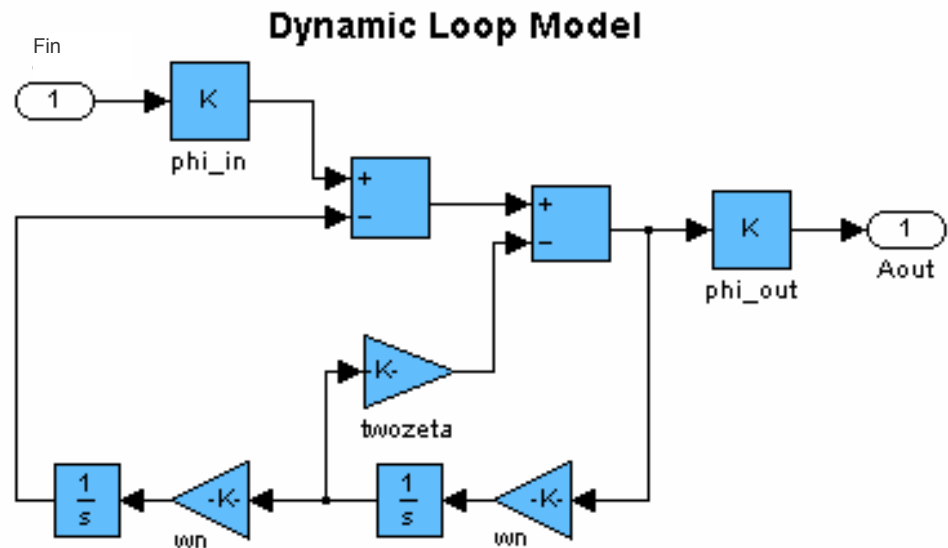 Dynamic Loop Model
Fin
1
K
phi_in
+
−
+
−
K
phi_out
1
Aout
-K-
twozeta
1
s
-K-
wn
1
s
-K-
wn